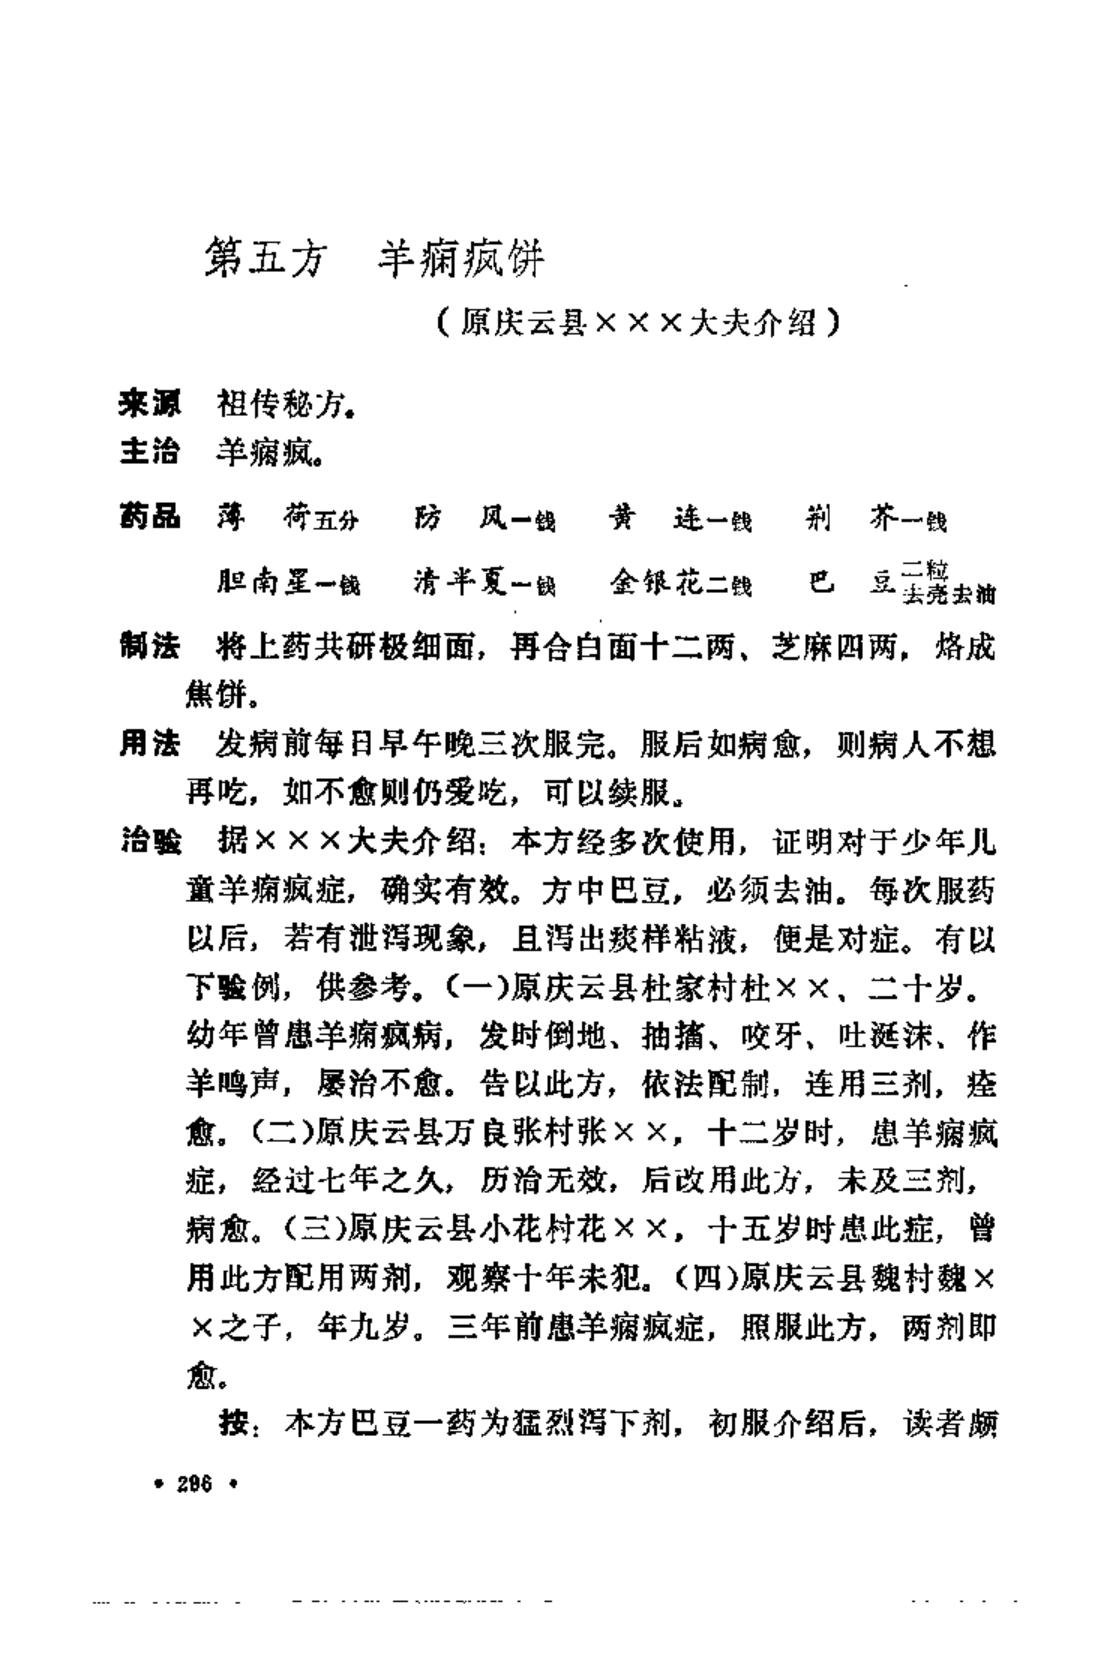 第五方　羊痫疯饼
（原庆云县×××大夫介绍）
来源　祖传秘方。
主治　羊痫疯。
药品　薄　荷五分　防　风一钱　黄　连一钱　荆　芥一钱
胆南星一钱　清半夏一钱　金银花二钱　巴　豆二粒去壳去油
制法　将上药共研极细面，再合白面十二两、芝麻四两，烙成
焦饼。
用法　发病前每日早午晚三次服完。服后如病愈，则病人不想
再吃，如不愈则仍爱吃，可以续服。
治验　据×××大夫介绍：本方经多次使用，证明对于少年儿
童羊痫疯症，确实有效。方中巴豆，必须去油。每次服药
以后，若有泄泻现象，且泻出痰样粘液，便是对症。有以
下验例，供参考。（一）原庆云县杜家村杜××、二十岁。
幼年曾患羊痫疯病，发时倒地、抽搐、咬牙、吐涎沫、作
羊鸣声，屡治不愈。告以此方，依法配制，连用三剂，痊
愈。（二）原庆云县万良张村张××，十二岁时，患羊痫疯
症，经过七年之久，历治无效，后改用此方，未及三剂，
病愈。（三）原庆云县小花村花××，十五岁时患此症，曾
用此方配用两剂，观察十年未犯。（四）原庆云县魏村魏×
×之子，年九岁。三年前患羊痫疯症，照服此方，两剂即
愈。
按：本方巴豆一药为猛烈泻下剂，初服介绍后，读者颇
• 296 •